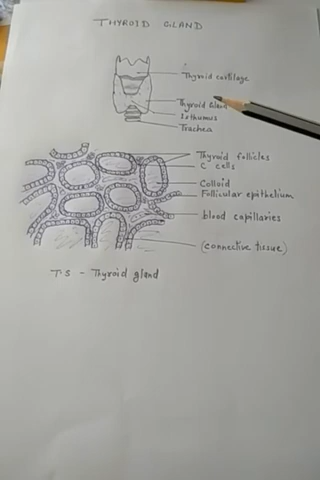 THYROID GLAND
Thyroid cartilage
Thyroid Gland
Isthumus
Trachea
Thyroid follicles
C cells
Colloid
Follicular epithelium
blood capillaries
(connective tissue)
T.S - Thyroid gland